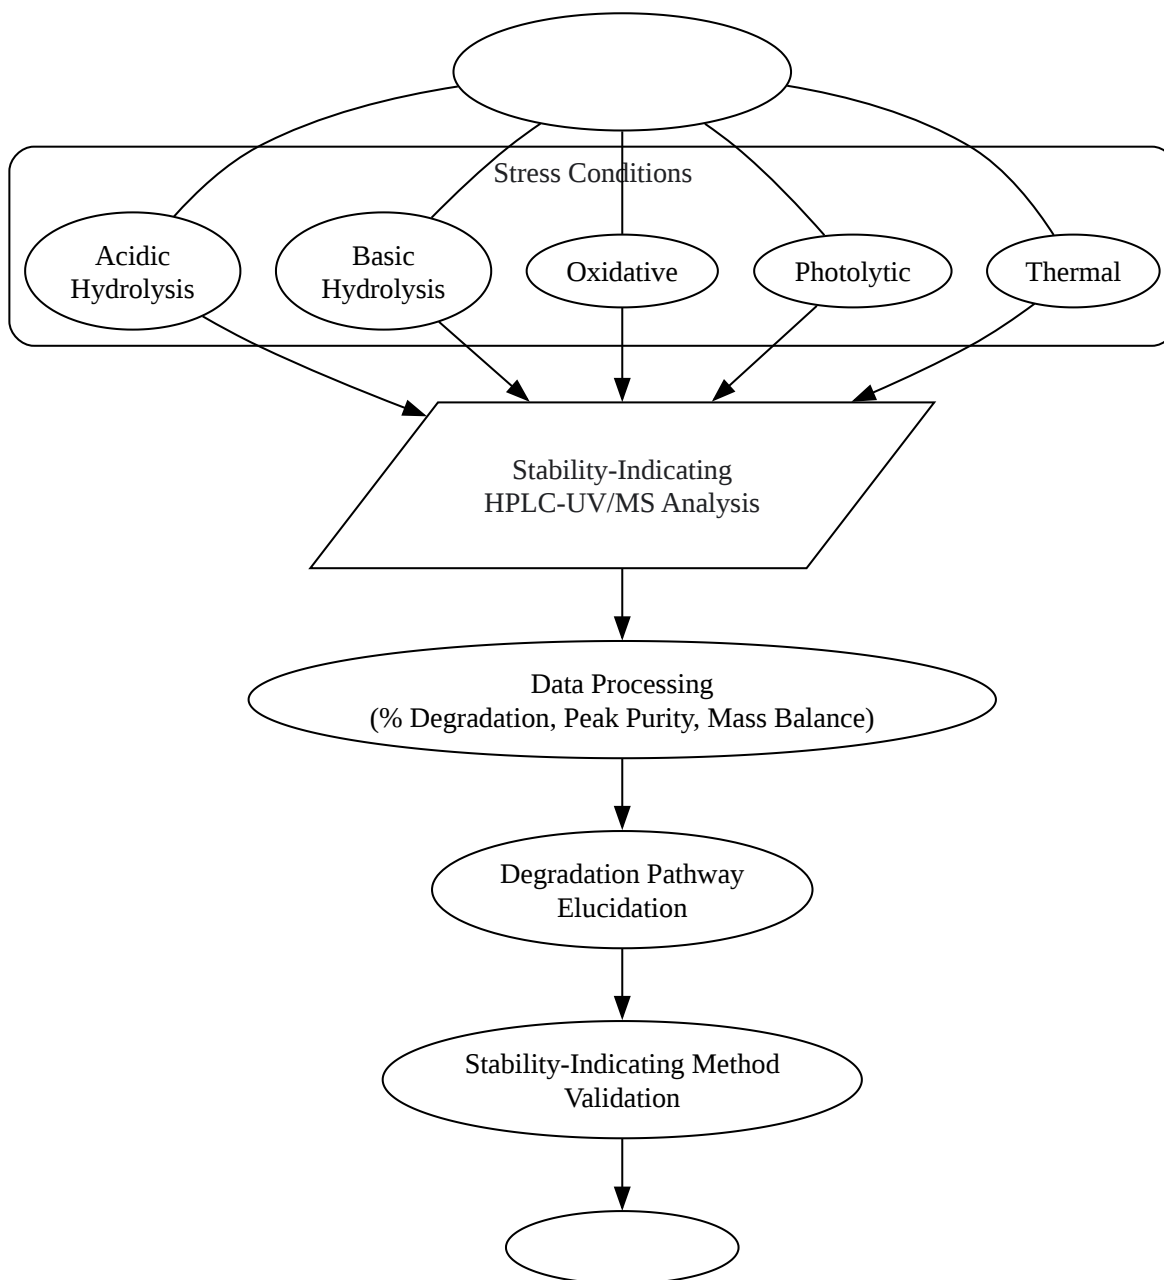 Stress Conditions
Acidic
Hydrolysis
Basic
Hydrolysis
Oxidative
Photolytic
Thermal
Stability-Indicating
HPLC-UV/MS Analysis
Data Processing
(% Degradation, Peak Purity, Mass Balance)
Degradation Pathway
Elucidation
Stability-Indicating Method
Validation